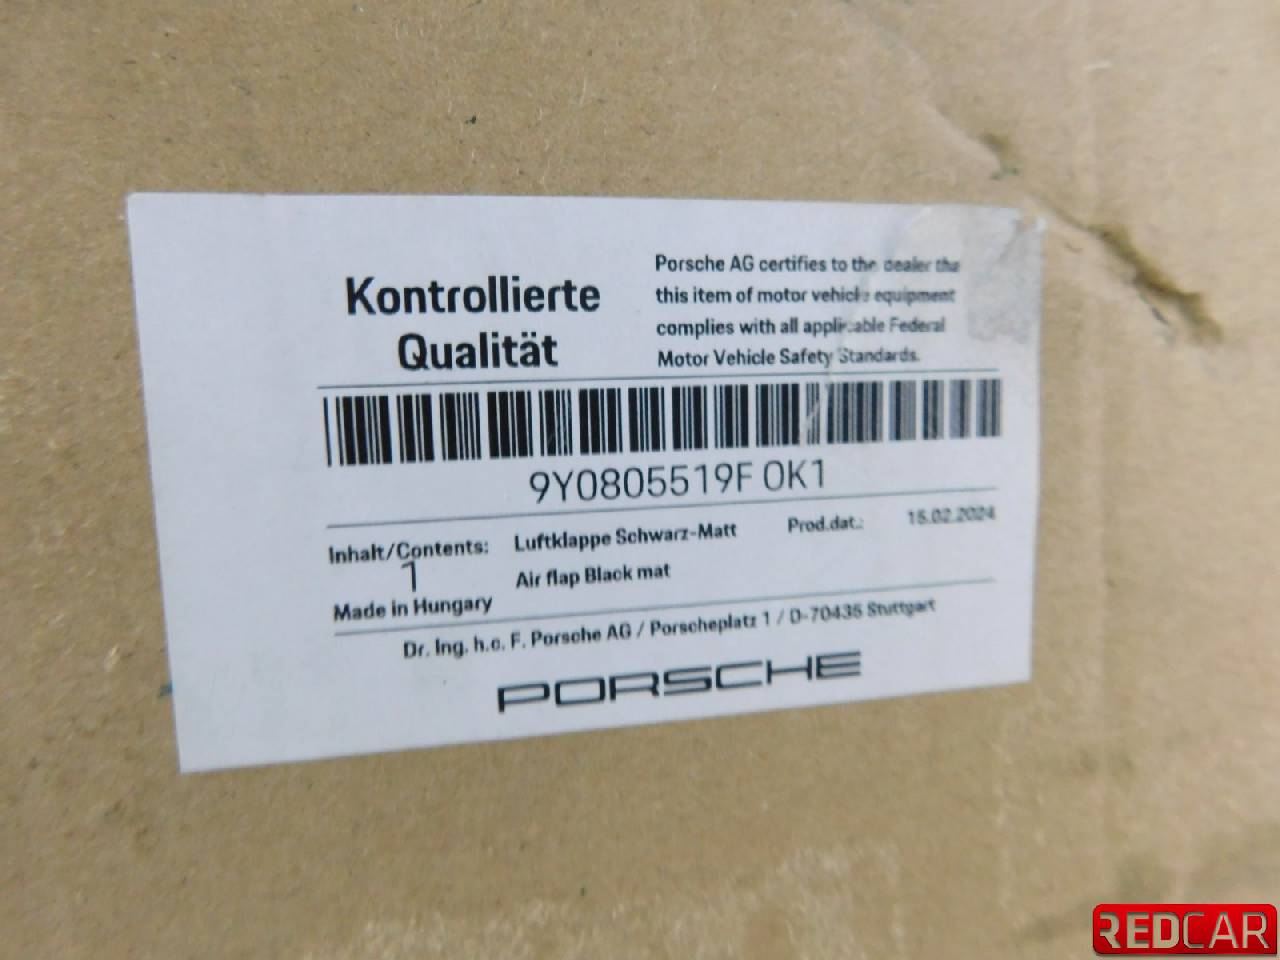 Kontrollierte
Qualität
Porsche AG certifies to the dealer tha
this item of motor vehicle equipment
complies with all applicable Federal
Motor Vehicle Safety Standards.
9Y0805519F OK1
Inhalt/Contents:
1
Luftklappe Schwarz-Matt
Air flap Black mat
Prod.dat.: 15.02.2024
Made in Hungary
Dr. Ing. h.c. F. Porsche AG / Porscheplatz 1 / D-70435 Stuttgart
PORSCHE
REDCAR